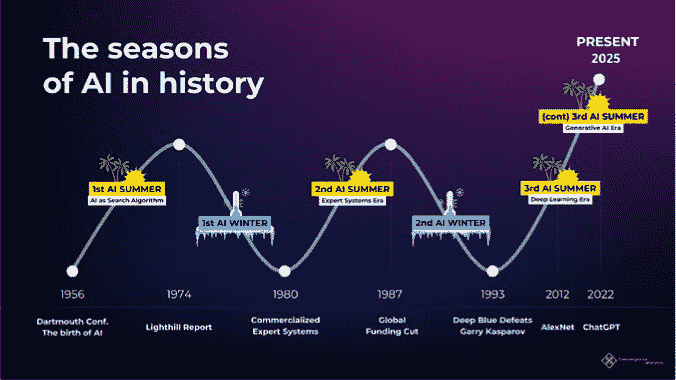 The seasons
of AI in history
PRESENT
2025
(cont) 3rd AI SUMMER
Generative AI Era
1st AI SUMMER
AI as Search Algorithm
2nd AI SUMMER
Expert Systems Era
3rd AI SUMMER
Deep Learning Era
1st AI WINTER
2nd AI WINTER
1956
1974
1980
1987
1993
2012
2022
Dartmouth Conf.
The birth of AI
Lighthill Report
Commercialized
Expert Systems
Global
Funding Cut
Deep Blue Defeats
Garry Kasparov
AlexNet
ChatGPT